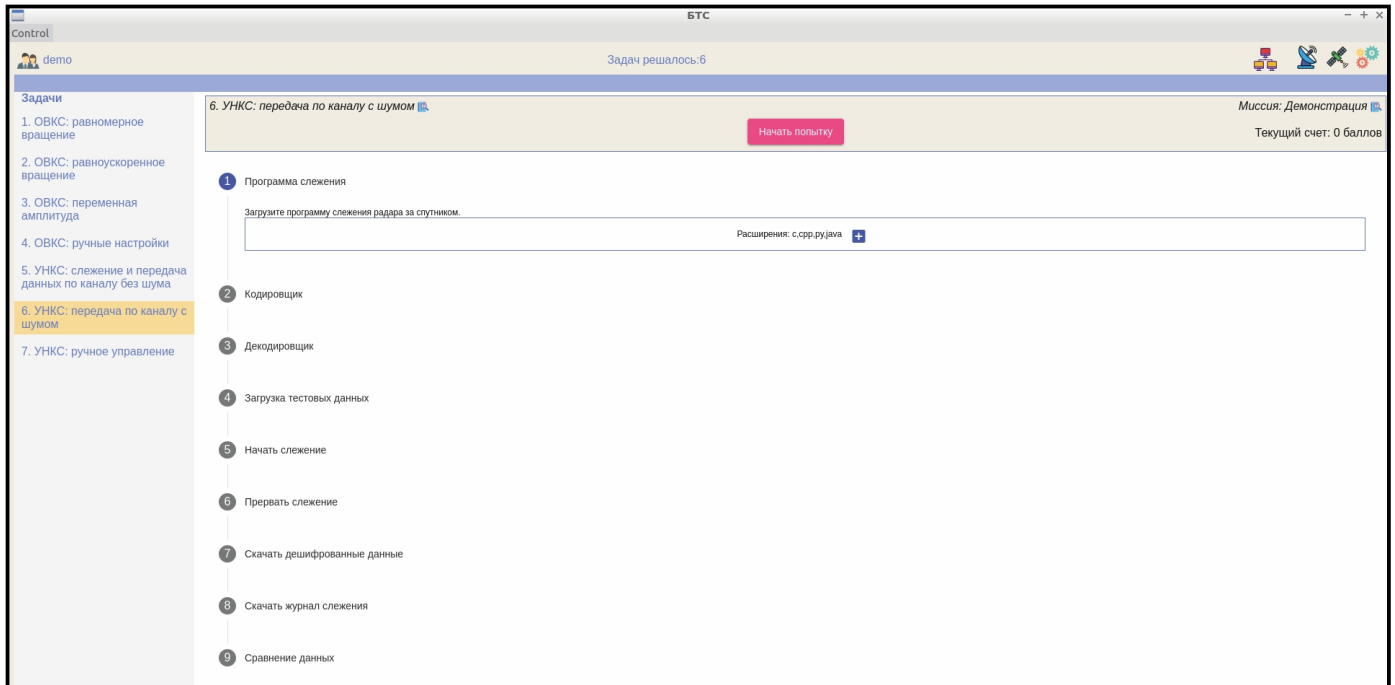 БТС
Control
demo
Задач решалось:6
Задачи
1. ОВКС: равномерное
вращение
2. ОВКС: равноускоренное
вращение
3. ОВКС: переменная
амплитуда
4. ОВКС: ручные настройки
5. УНКС: слежение и передача
данных по каналу без шума
6. УНКС: передача по каналу с
шумом
7. УНКС: ручное управление
6. УНКС: передача по каналу с шумом
Миссия: Демонстрация
Начать попытку
Текущий счет: 0 баллов
1 Программа слежения
Загрузите программу слежения радара за спутником.
Расширения: c,cpp,py,java
2 Кодировщик
3 Декодировщик
4 Загрузка тестовых данных
5 Начать слежение
6 Прервать слежение
7 Скачать дешифрованные данные
8 Скачать журнал слежения
9 Сравнение данных